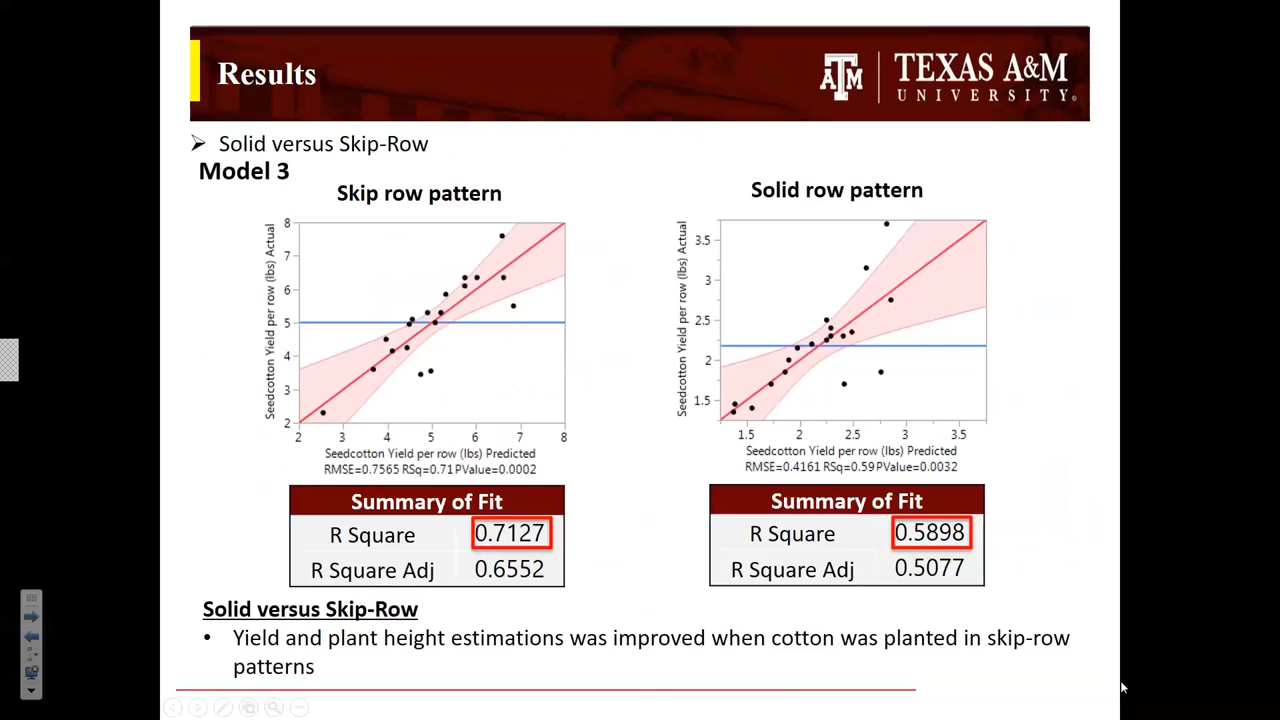 Results
TEXAS A&M
UNIVERSITY®
Solid versus Skip-Row
Model 3
Skip row pattern
Seedcotton Yield per row (lbs) Actual
8
7
6
5
4
3
2
2 3 4 5 6 7 8
Seedcotton Yield per row (lbs) Predicted
RMSE=0.7565 RSq=0.71 PValue=0.0002
Solid row pattern
Seedcotton Yield per row (lbs) Actual
3.5
3
2.5
2
1.5
1.5 2 2.5 3 3.5
Seedcotton Yield per row (lbs) Predicted
RMSE=0.4161 RSq=0.59 PValue=0.0032
Summary of Fit
R Square 0.7127
R Square Adj 0.6552
Summary of Fit
R Square 0.5898
R Square Adj 0.5077
Solid versus Skip-Row
• Yield and plant height estimations was improved when cotton was planted in skip-row
patterns